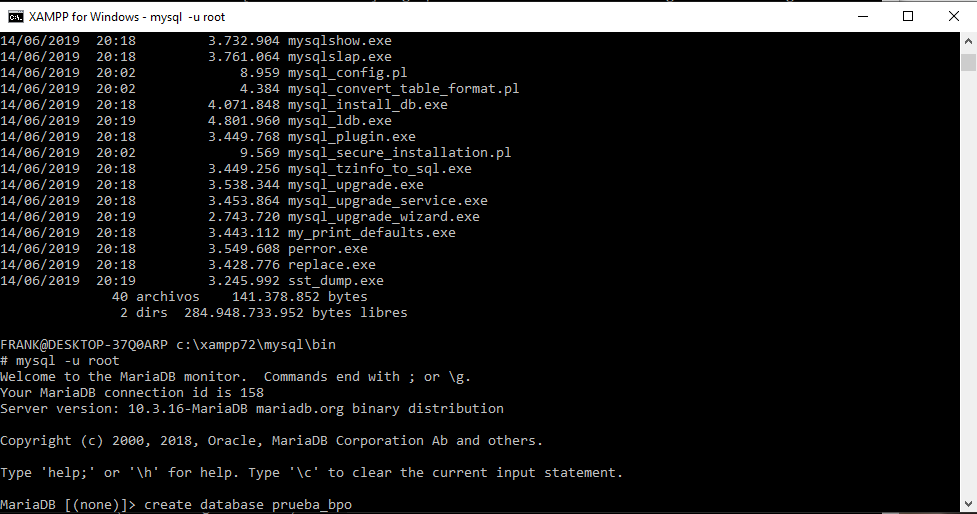 XAMPP for Windows - mysql  -u root
14/06/2019  20:18         3.732.904 mysqlshow.exe
14/06/2019  20:18         3.761.064 mysqlslap.exe
14/06/2019  20:02             8.959 mysql_config.pl
14/06/2019  20:02             4.384 mysql_convert_table_format.pl
14/06/2019  20:18         4.071.848 mysql_install_db.exe
14/06/2019  20:19         4.801.960 mysql_ldb.exe
14/06/2019  20:18         3.449.768 mysql_plugin.exe
14/06/2019  20:02             9.569 mysql_secure_installation.pl
14/06/2019  20:18         3.449.256 mysql_tzinfo_to_sql.exe
14/06/2019  20:18         3.538.344 mysql_upgrade.exe
14/06/2019  20:18         3.453.864 mysql_upgrade_service.exe
14/06/2019  20:19         2.743.720 mysql_upgrade_wizard.exe
14/06/2019  20:18         3.443.112 my_print_defaults.exe
14/06/2019  20:18         3.549.608 perror.exe
14/06/2019  20:18         3.428.776 replace.exe
14/06/2019  20:19         3.245.992 sst_dump.exe
              40 archivos    141.378.852 bytes
               2 dirs  284.948.733.952 bytes libres
FRANK@DESKTOP-37Q0ARP c:\xampp72\mysql\bin
# mysql -u root
Welcome to the MariaDB monitor.  Commands end with ; or \g.
Your MariaDB connection id is 158
Server version: 10.3.16-MariaDB mariadb.org binary distribution
Copyright (c) 2000, 2018, Oracle, MariaDB Corporation Ab and others.
Type 'help;' or '\h' for help. Type '\c' to clear the current input statement.
MariaDB [(none)]> create database prueba_bpo